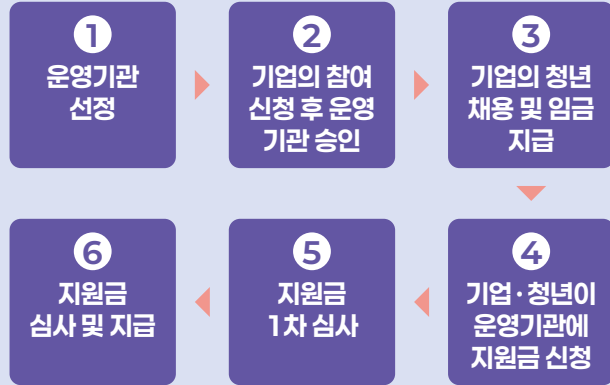 1
운영기관
선정
2
기업의 참여
신청 후 운영
기관 승인
3
기업의 청년
채용 및 임금
지급
4
기업·청년이
운영기관에
지원금 신청
5
지원금
1차 심사
6
지원금
심사 및 지급